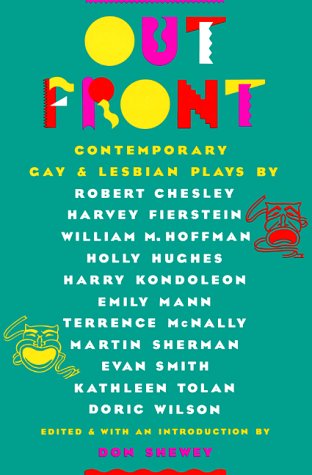 OUT
FRONT
CONTEMPORARY
GAY & LESBIAN PLAYS BY
ROBERT CHESLEY
HARVEY FIERSTEIN
WILLIAM M. HOFFMAN
HOLLY HUGHES
HARRY KONDOLEON
EMILY MANN
TERRENCE McNALLY
MARTIN SHERMAN
EVAN SMITH
KATHLEEN TOLAN
DORIC WILSON
EDITED & WITH AN INTRODUCTION BY
DON SHEWEY